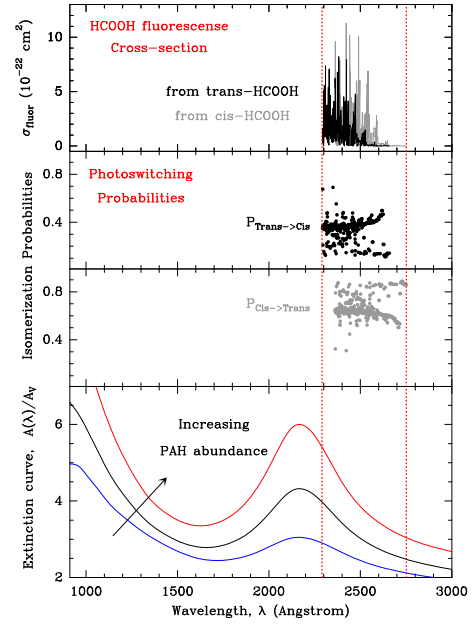 HCOOH fluorescense
Cross−section
from trans−HCOOH
from cis−HCOOH
σfluor (10−22 cm2)
10
5
0
Photoswitching
Probabilities
PTrans−>Cis
0.8
0.4
Isomerization Probabilities
PCis−>Trans
0.8
0.4
Increasing
PAH abundance
Extinction curve, A(λ)/AV
6
4
2
1000 1500 2000 2500 3000
Wavelength, λ (Angstrom)